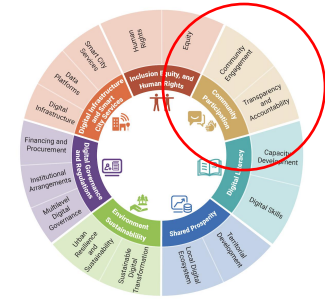 Human
Rights
Equity
Community
Engagement
Transparency
and
Accountability
Capacity
Development
Digital Skills
Territorial
Development
Local Digital
Ecosystem
Sustainable
Digital
Transformation
Urban
Resilience
and
Sustainability
Multilevel
Digital
Governance
Institutional
Arrangements
Financing and
Procurement
Digital
Infrastructure
Data
Platforms
Smart City
Services
Inclusion Equity, and
Human Rights
Community
Participation
Digital Literacy
Shared Prosperity
Environment
Sustainability
Digital Governance
and Regulations
Digital Infrastructure
and Smart
City Services